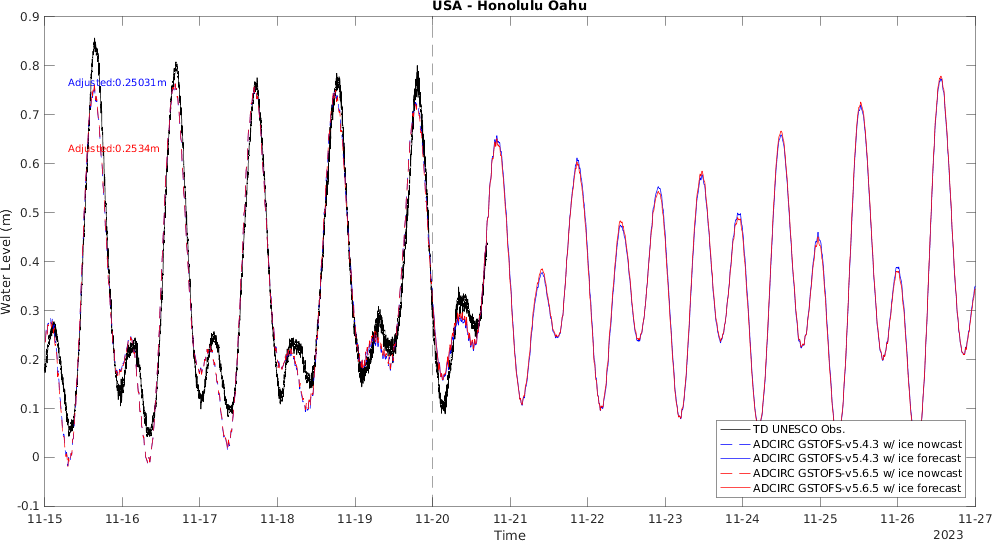 USA - Honolulu Oahu
0.9
0.8
0.7
0.6
0.5
0.4
0.3
0.2
0.1
0
-0.1
Water Level (m)
Adjusted:0.25031m
Adjusted:0.2534m
TD UNESCO Obs.
ADCIRC GSTOFS-v5.4.3 w/ ice nowcast
ADCIRC GSTOFS-v5.4.3 w/ ice forecast
ADCIRC GSTOFS-v5.6.5 w/ ice nowcast
ADCIRC GSTOFS-v5.6.5 w/ ice forecast
11-15 11-16 11-17 11-18 11-19 11-20 11-21 11-22 11-23 11-24 11-25 11-26 11-27
Time
2023